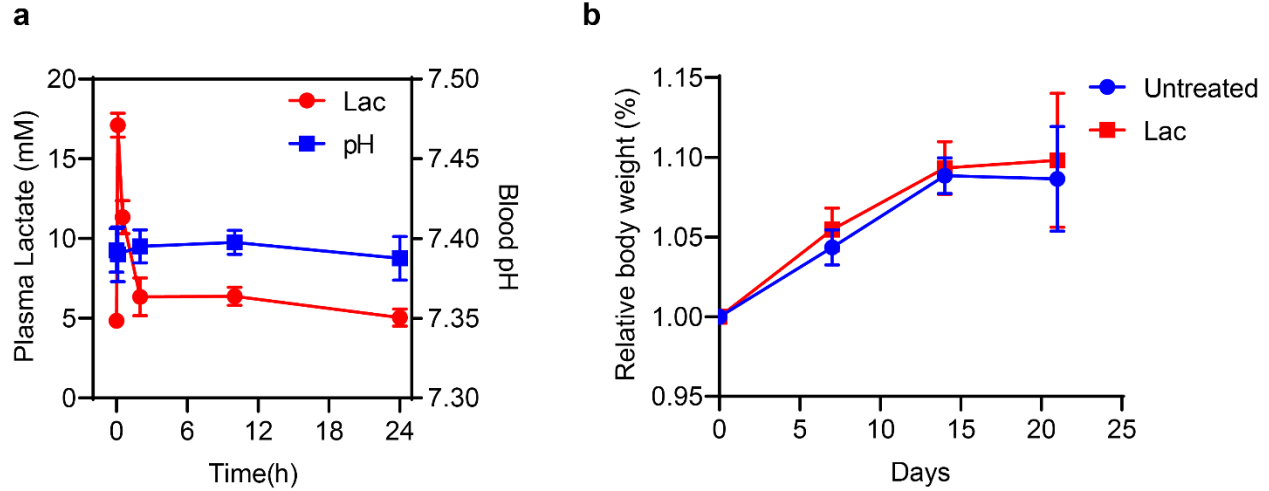 a
20
15
10
5
0
Plasma Lactate (mM)
7.50
7.45
7.40
7.35
7.30
Blood pH
Lac
pH
0 6 12 18 24
Time(h)
b
1.15
1.10
1.05
1.00
0.95
Relative body weight (%)
Untreated
Lac
0 5 10 15 20 25
Days